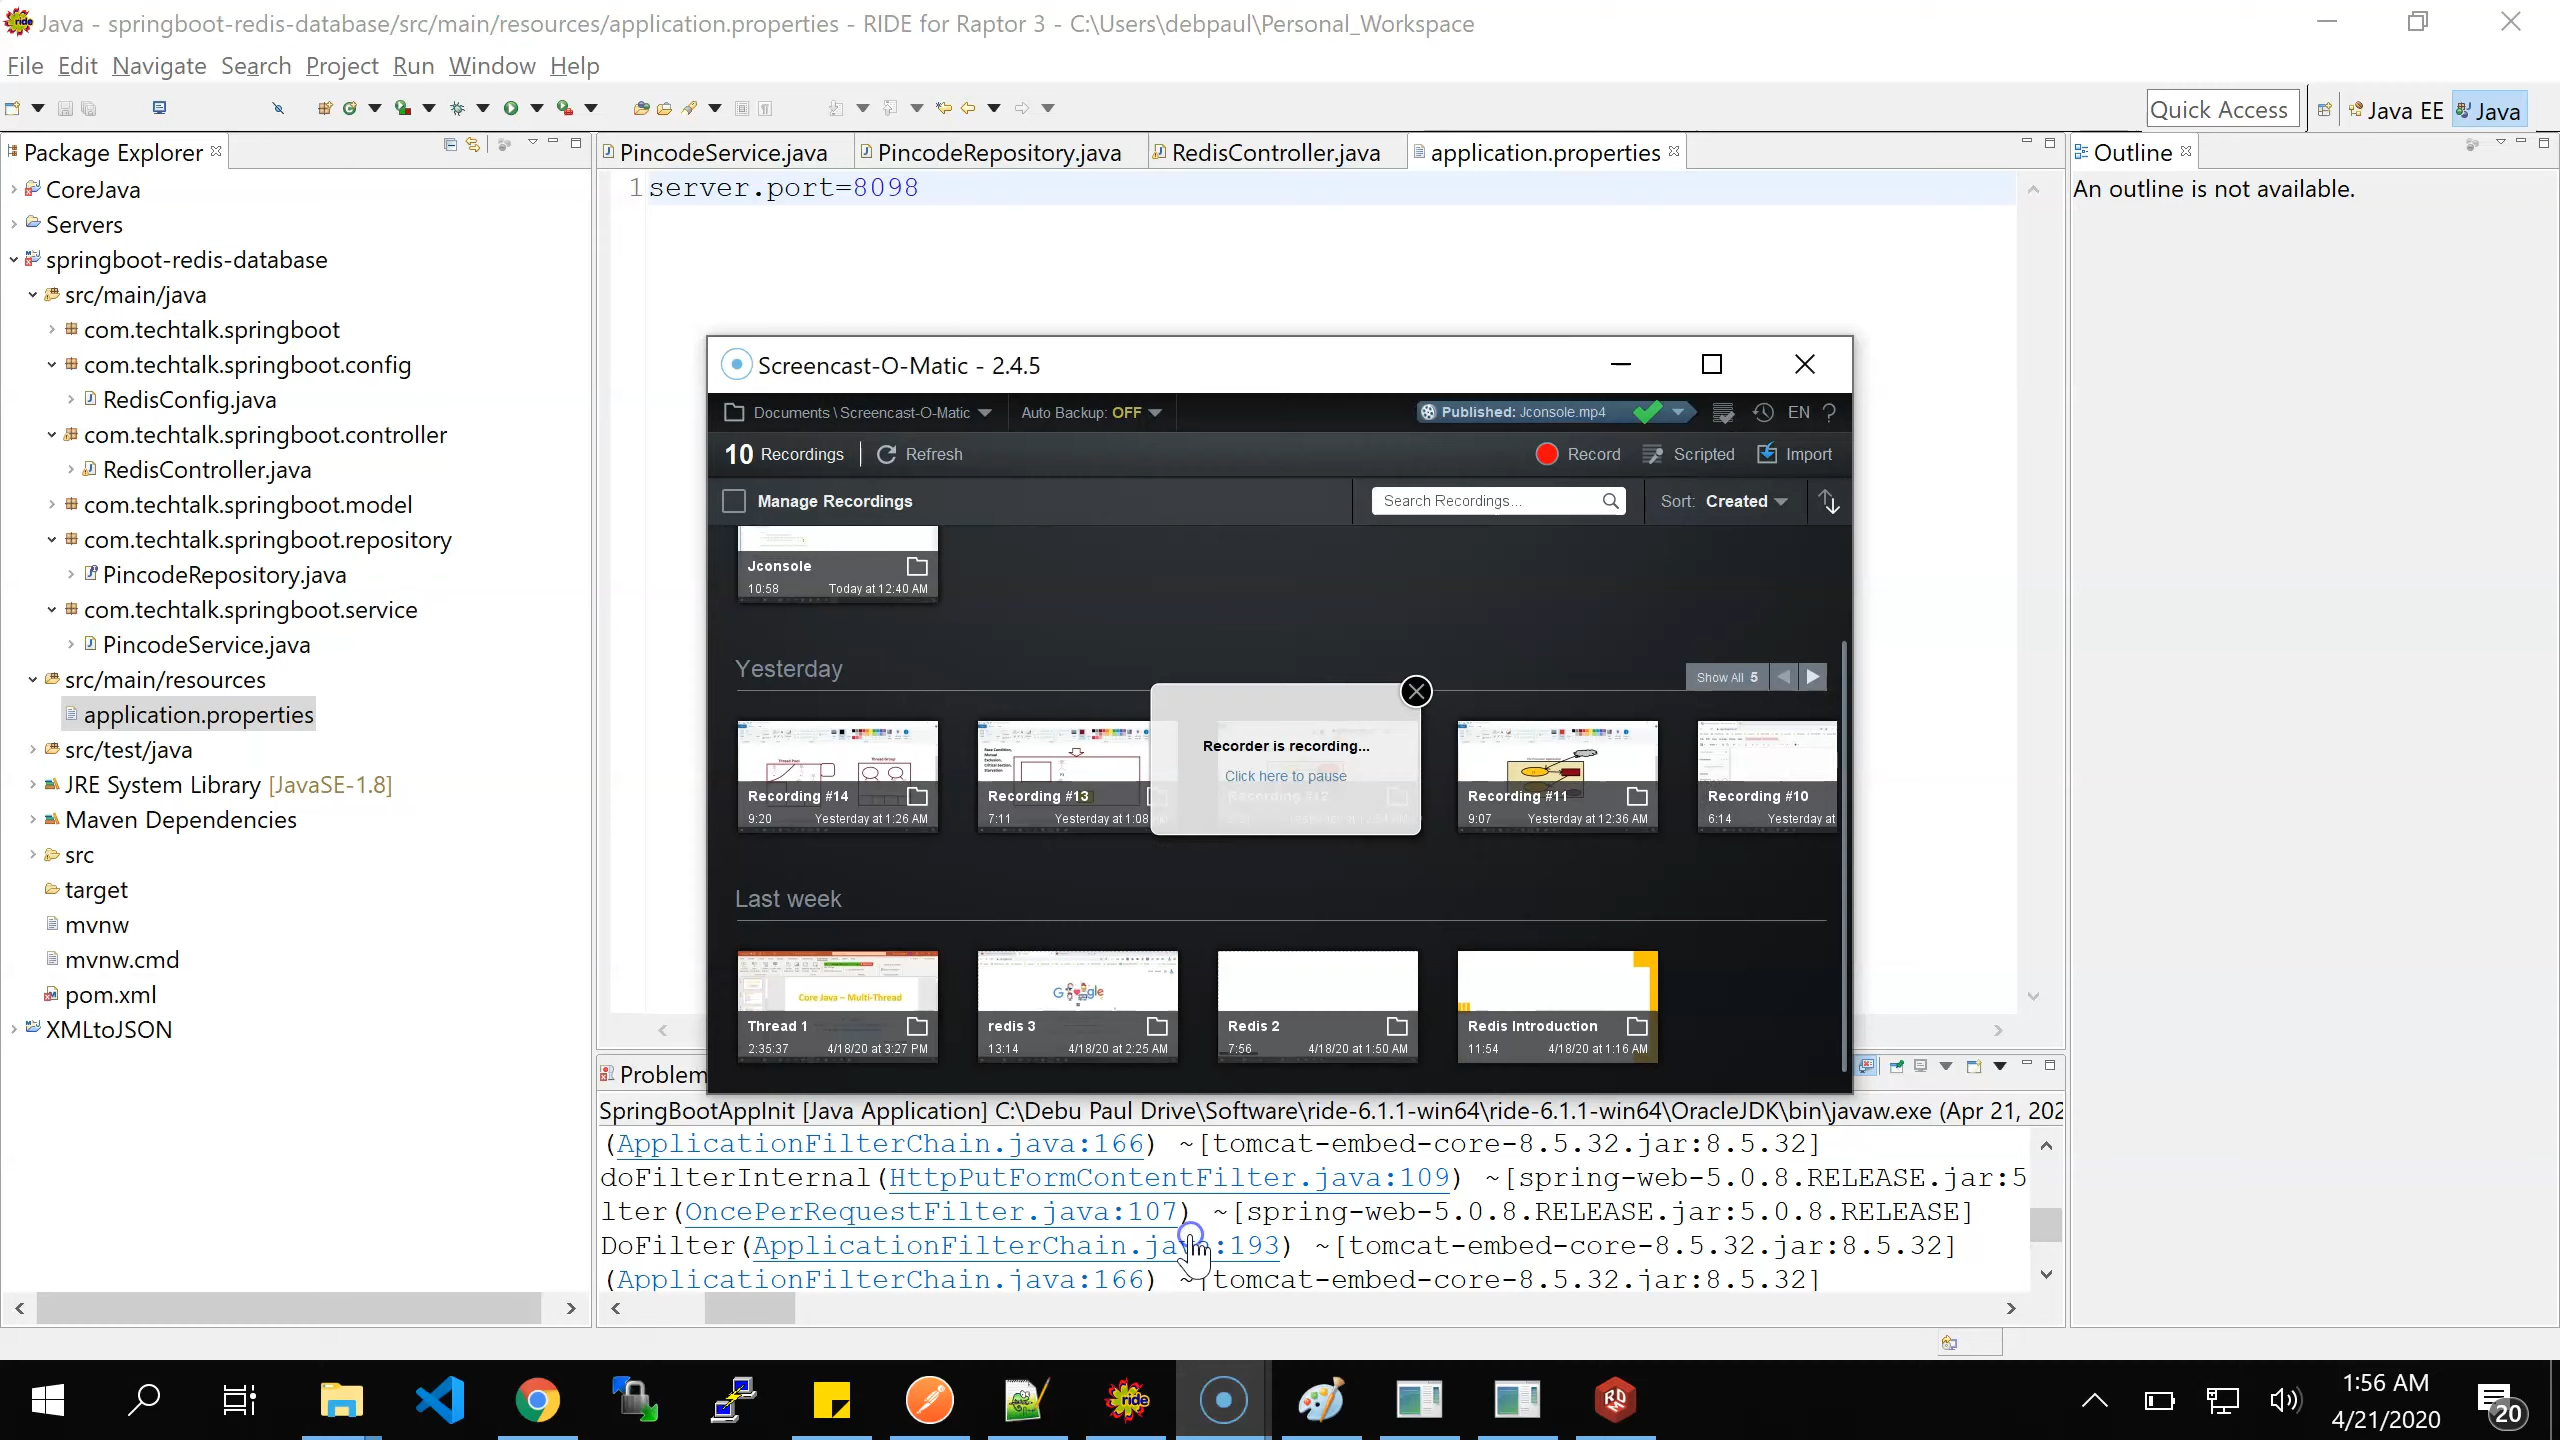 Java - springboot-redis-database/src/main/resources/application.properties - RIDE for Raptor 3 - C:\Users\debpaul\Personal_Workspace
File Edit Navigate Search Project Run Window Help
Quick Access
Java EE
Java
Package Explorer
CoreJava
Servers
springboot-redis-database
src/main/java
com.techtalk.springboot
com.techtalk.springboot.config
RedisConfig.java
com.techtalk.springboot.controller
RedisController.java
com.techtalk.springboot.model
com.techtalk.springboot.repository
PincodeRepository.java
com.techtalk.springboot.service
PincodeService.java
src/main/resources
application.properties
src/test/java
JRE System Library [JavaSE-1.8]
Maven Dependencies
src
target
mvnw
mvnw.cmd
pom.xml
XMLtoJSON
PincodeService.java
PincodeRepository.java
RedisController.java
application.properties
1 server.port=8098
Outline
An outline is not available.
Screencast-O-Matic - 2.4.5
Documents \ Screencast-O-Matic
Auto Backup: OFF
Published: Jconsole.mp4
EN ?
10 Recordings
Refresh
Record
Scripted
Import
Manage Recordings
Search Recordings...
Sort: Created
Jconsole
10:58 Today at 12:40 AM
Yesterday
Show All 5
Recording #14
9:20 Yesterday at 1:26 AM
Recording #13
7:11 Yesterday at 1:08
Recorder is recording...
Click here to pause
Recording #12
Recording #11
9:07 Yesterday at 12:36 AM
Recording #10
6:14 Yesterday at
Last week
Core Java – Multi-Thread
Thread 1
2:35:37 4/18/20 at 3:27 PM
redis 3
13:14 4/18/20 at 2:25 AM
Redis 2
7:56 4/18/20 at 1:50 AM
Redis Introduction
11:54 4/18/20 at 1:16 AM
Problem
SpringBootAppInit [Java Application] C:\Debu Paul Drive\Software\ride-6.1.1-win64\ride-6.1.1-win64\OracleJDK\bin\javaw.exe (Apr 21, 202
(ApplicationFilterChain.java:166) ~[tomcat-embed-core-8.5.32.jar:8.5.32]
doFilterInternal(HttpPutFormContentFilter.java:109) ~[spring-web-5.0.8.RELEASE.jar:5
lter(OncePerRequestFilter.java:107) ~[spring-web-5.0.8.RELEASE.jar:5.0.8.RELEASE]
DoFilter(ApplicationFilterChain.java:193) ~[tomcat-embed-core-8.5.32.jar:8.5.32]
(ApplicationFilterChain.java:166) ~[tomcat-embed-core-8.5.32.jar:8.5.32]
ride
1:56 AM
4/21/2020
20